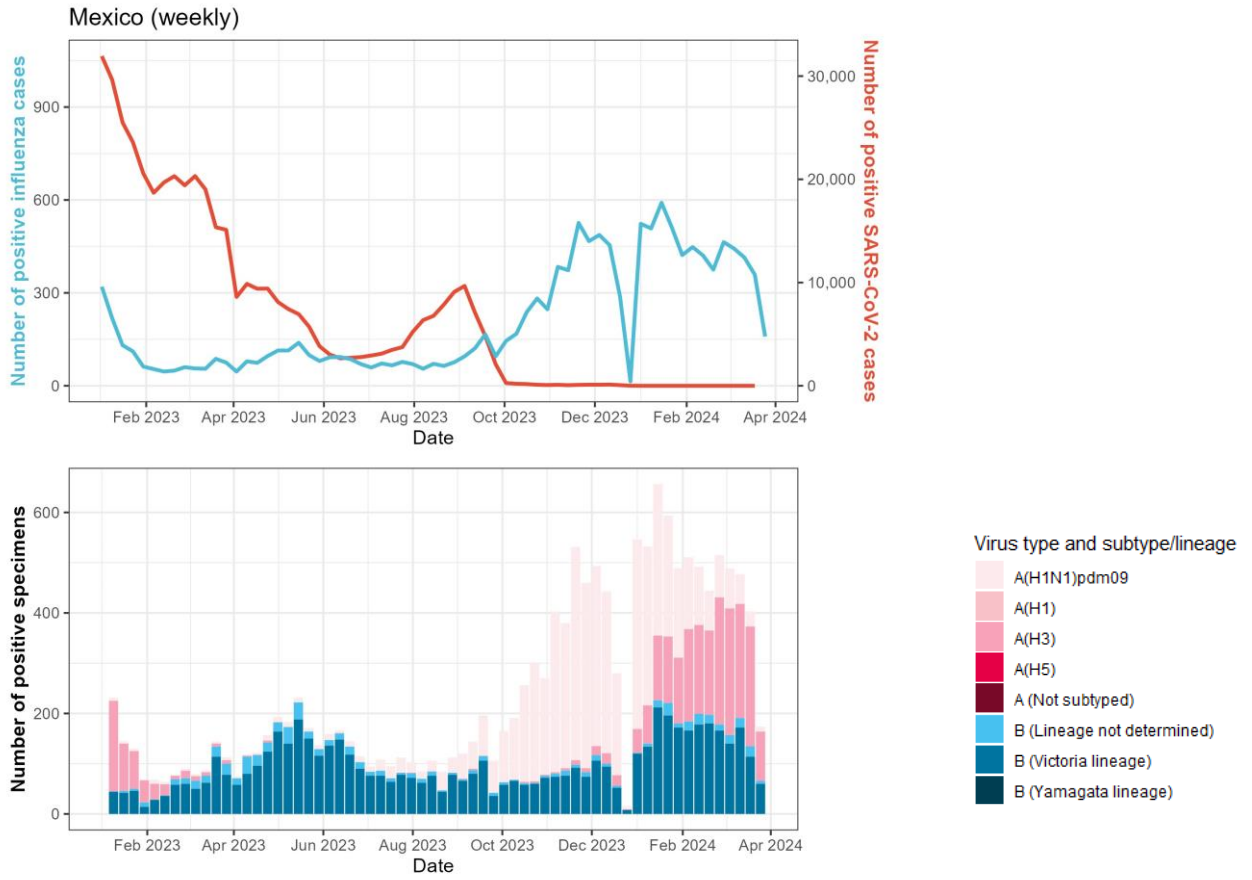 Mexico (weekly)
Number of positive influenza cases
900
600
300
0
30,000
20,000
10,000
0
Number of positive SARS-CoV-2 cases
Feb 2023 Apr 2023 Jun 2023 Aug 2023 Oct 2023 Dec 2023 Feb 2024 Apr 2024
Date
Number of positive specimens
600
400
200
0
Feb 2023 Apr 2023 Jun 2023 Aug 2023 Oct 2023 Dec 2023 Feb 2024 Apr 2024
Date
Virus type and subtype/lineage
A(H1N1)pdm09
A(H1)
A(H3)
A(H5)
A (Not subtyped)
B (Lineage not determined)
B (Victoria lineage)
B (Yamagata lineage)